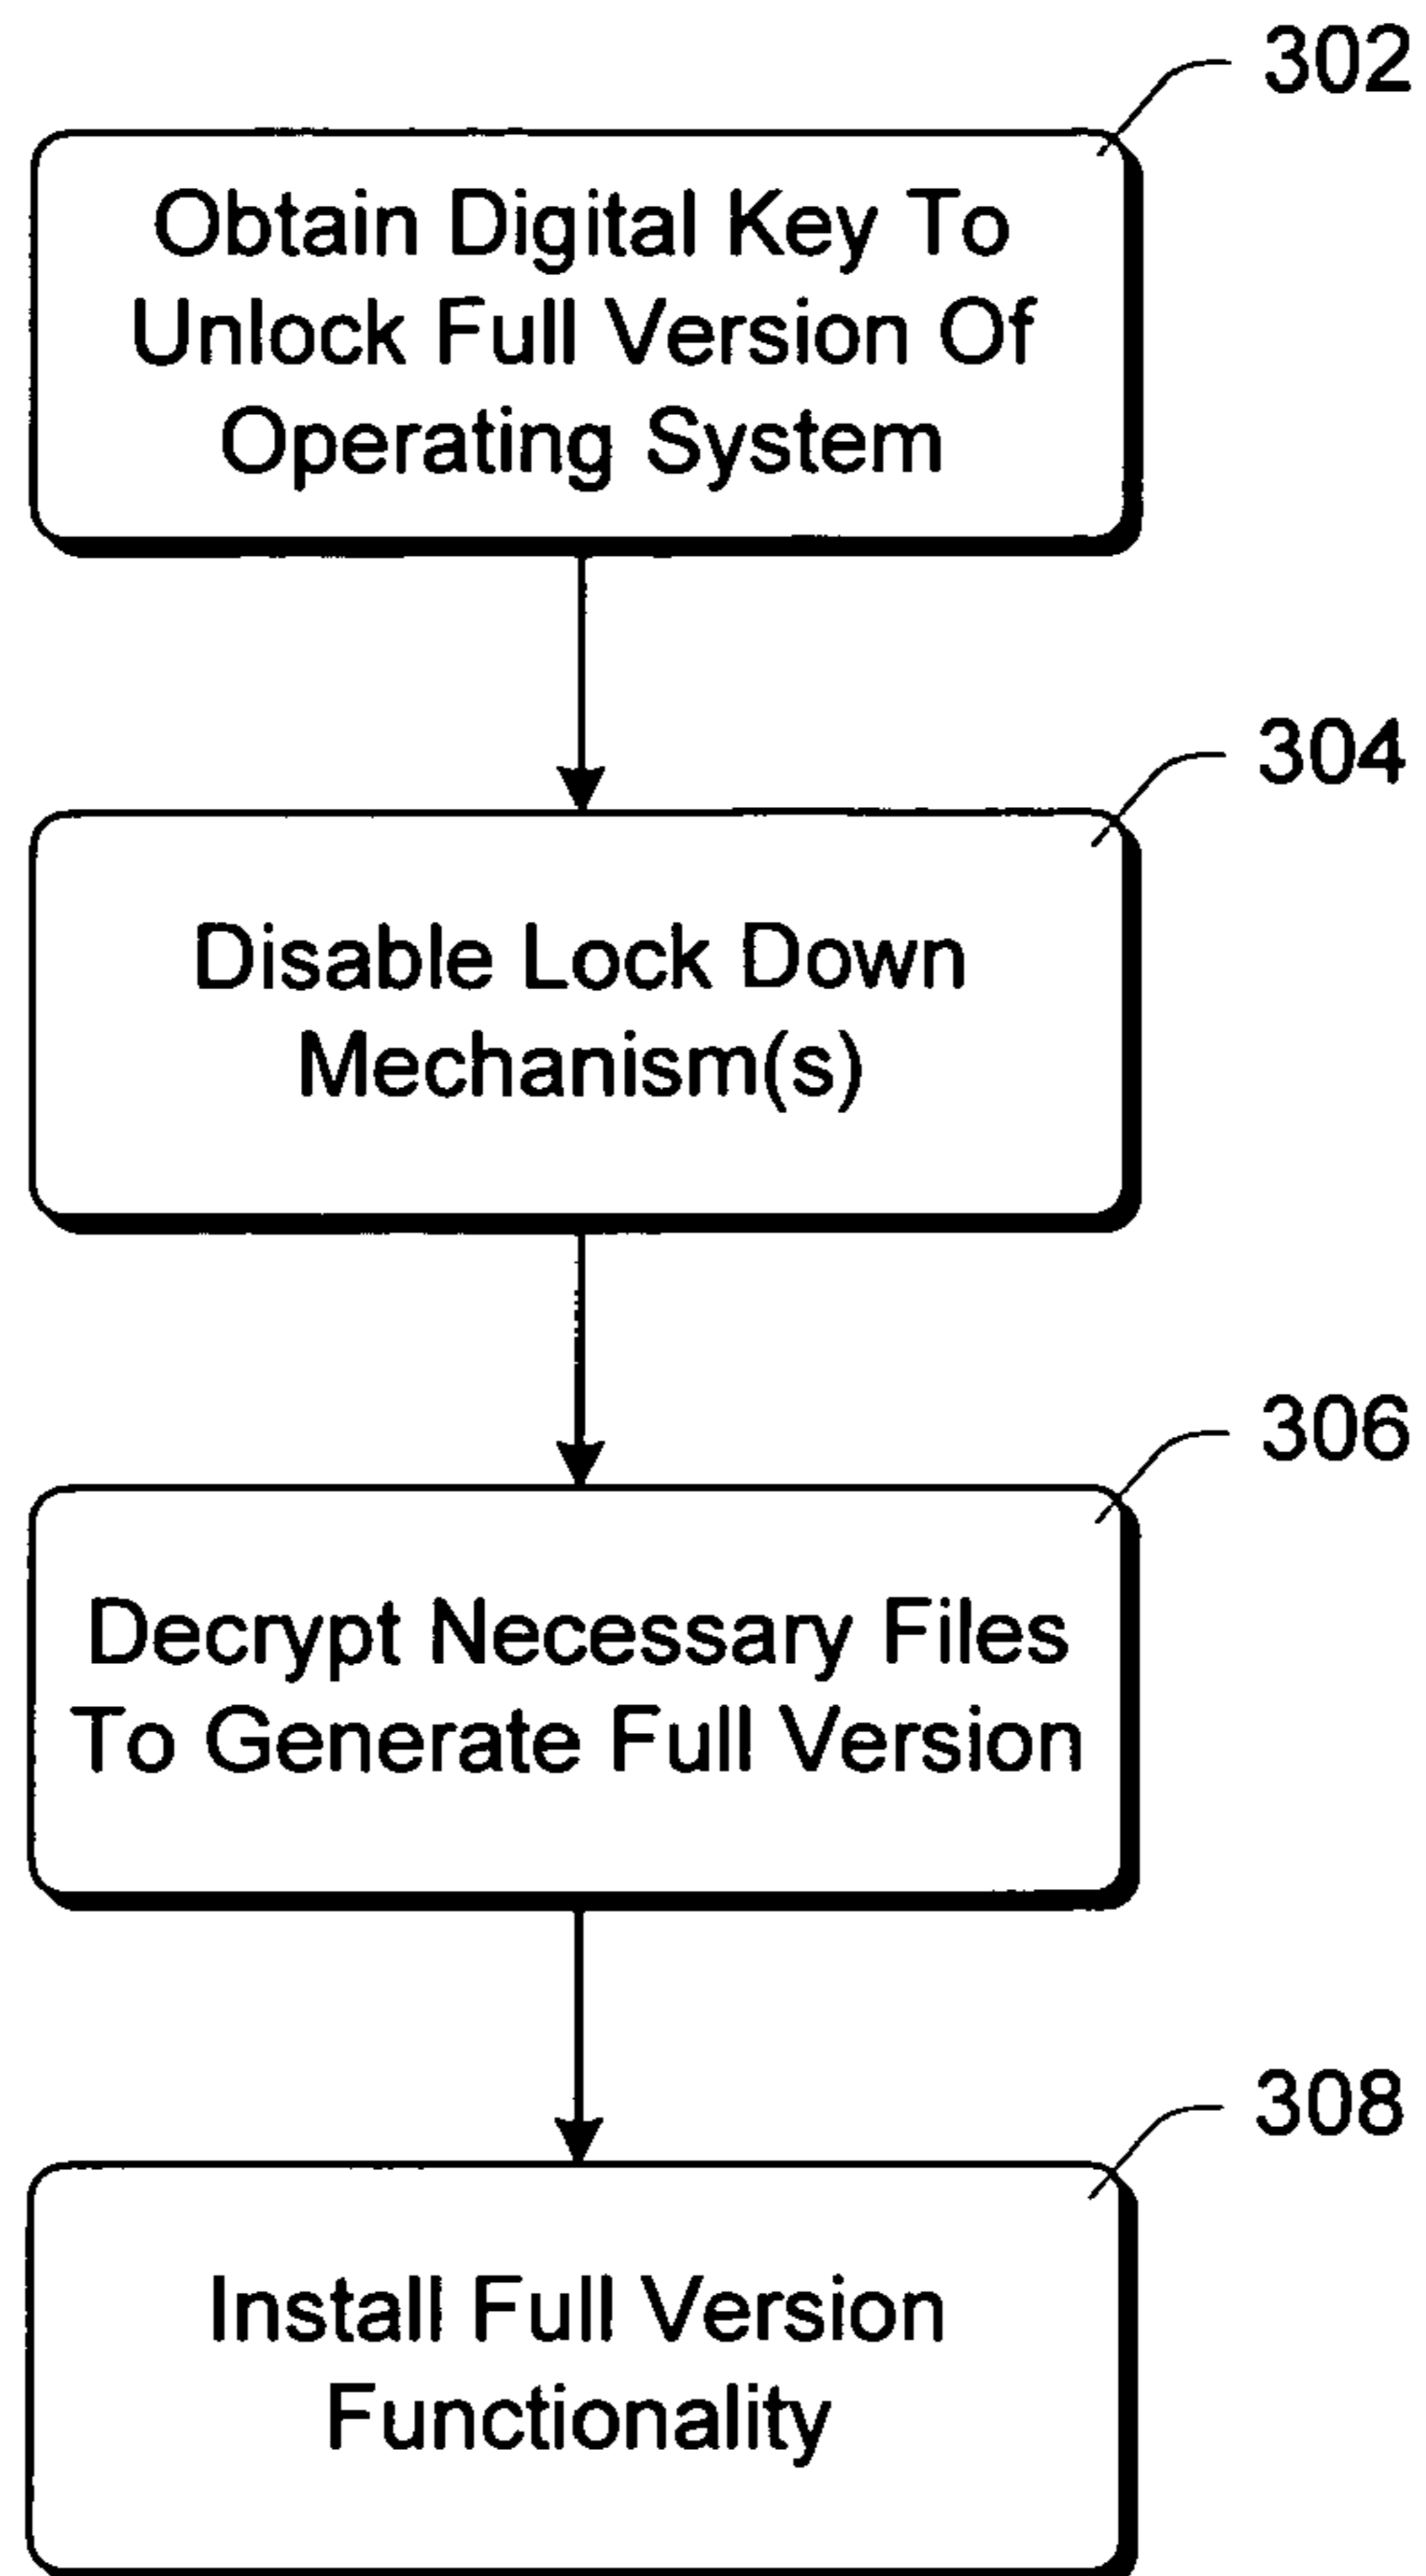 302
Obtain Digital Key To
Unlock Full Version Of
Operating System
304
Disable Lock Down
Mechanism(s)
306
Decrypt Necessary Files
To Generate Full Version
308
Install Full Version
Functionality